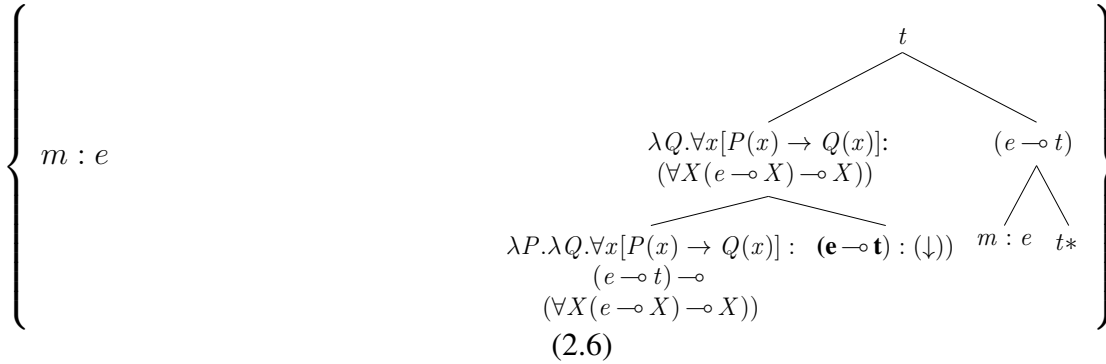 t
m : e
λQ.∀x[P(x) → Q(x)]: (e ⊸ t)
(∀X(e ⊸ X) ⊸ X))
λP.λQ.∀x[P(x) → Q(x)] : (e ⊸ t) : (↓)) m : e t*
(e ⊸ t) ⊸
(∀X(e ⊸ X) ⊸ X))
(2.6)